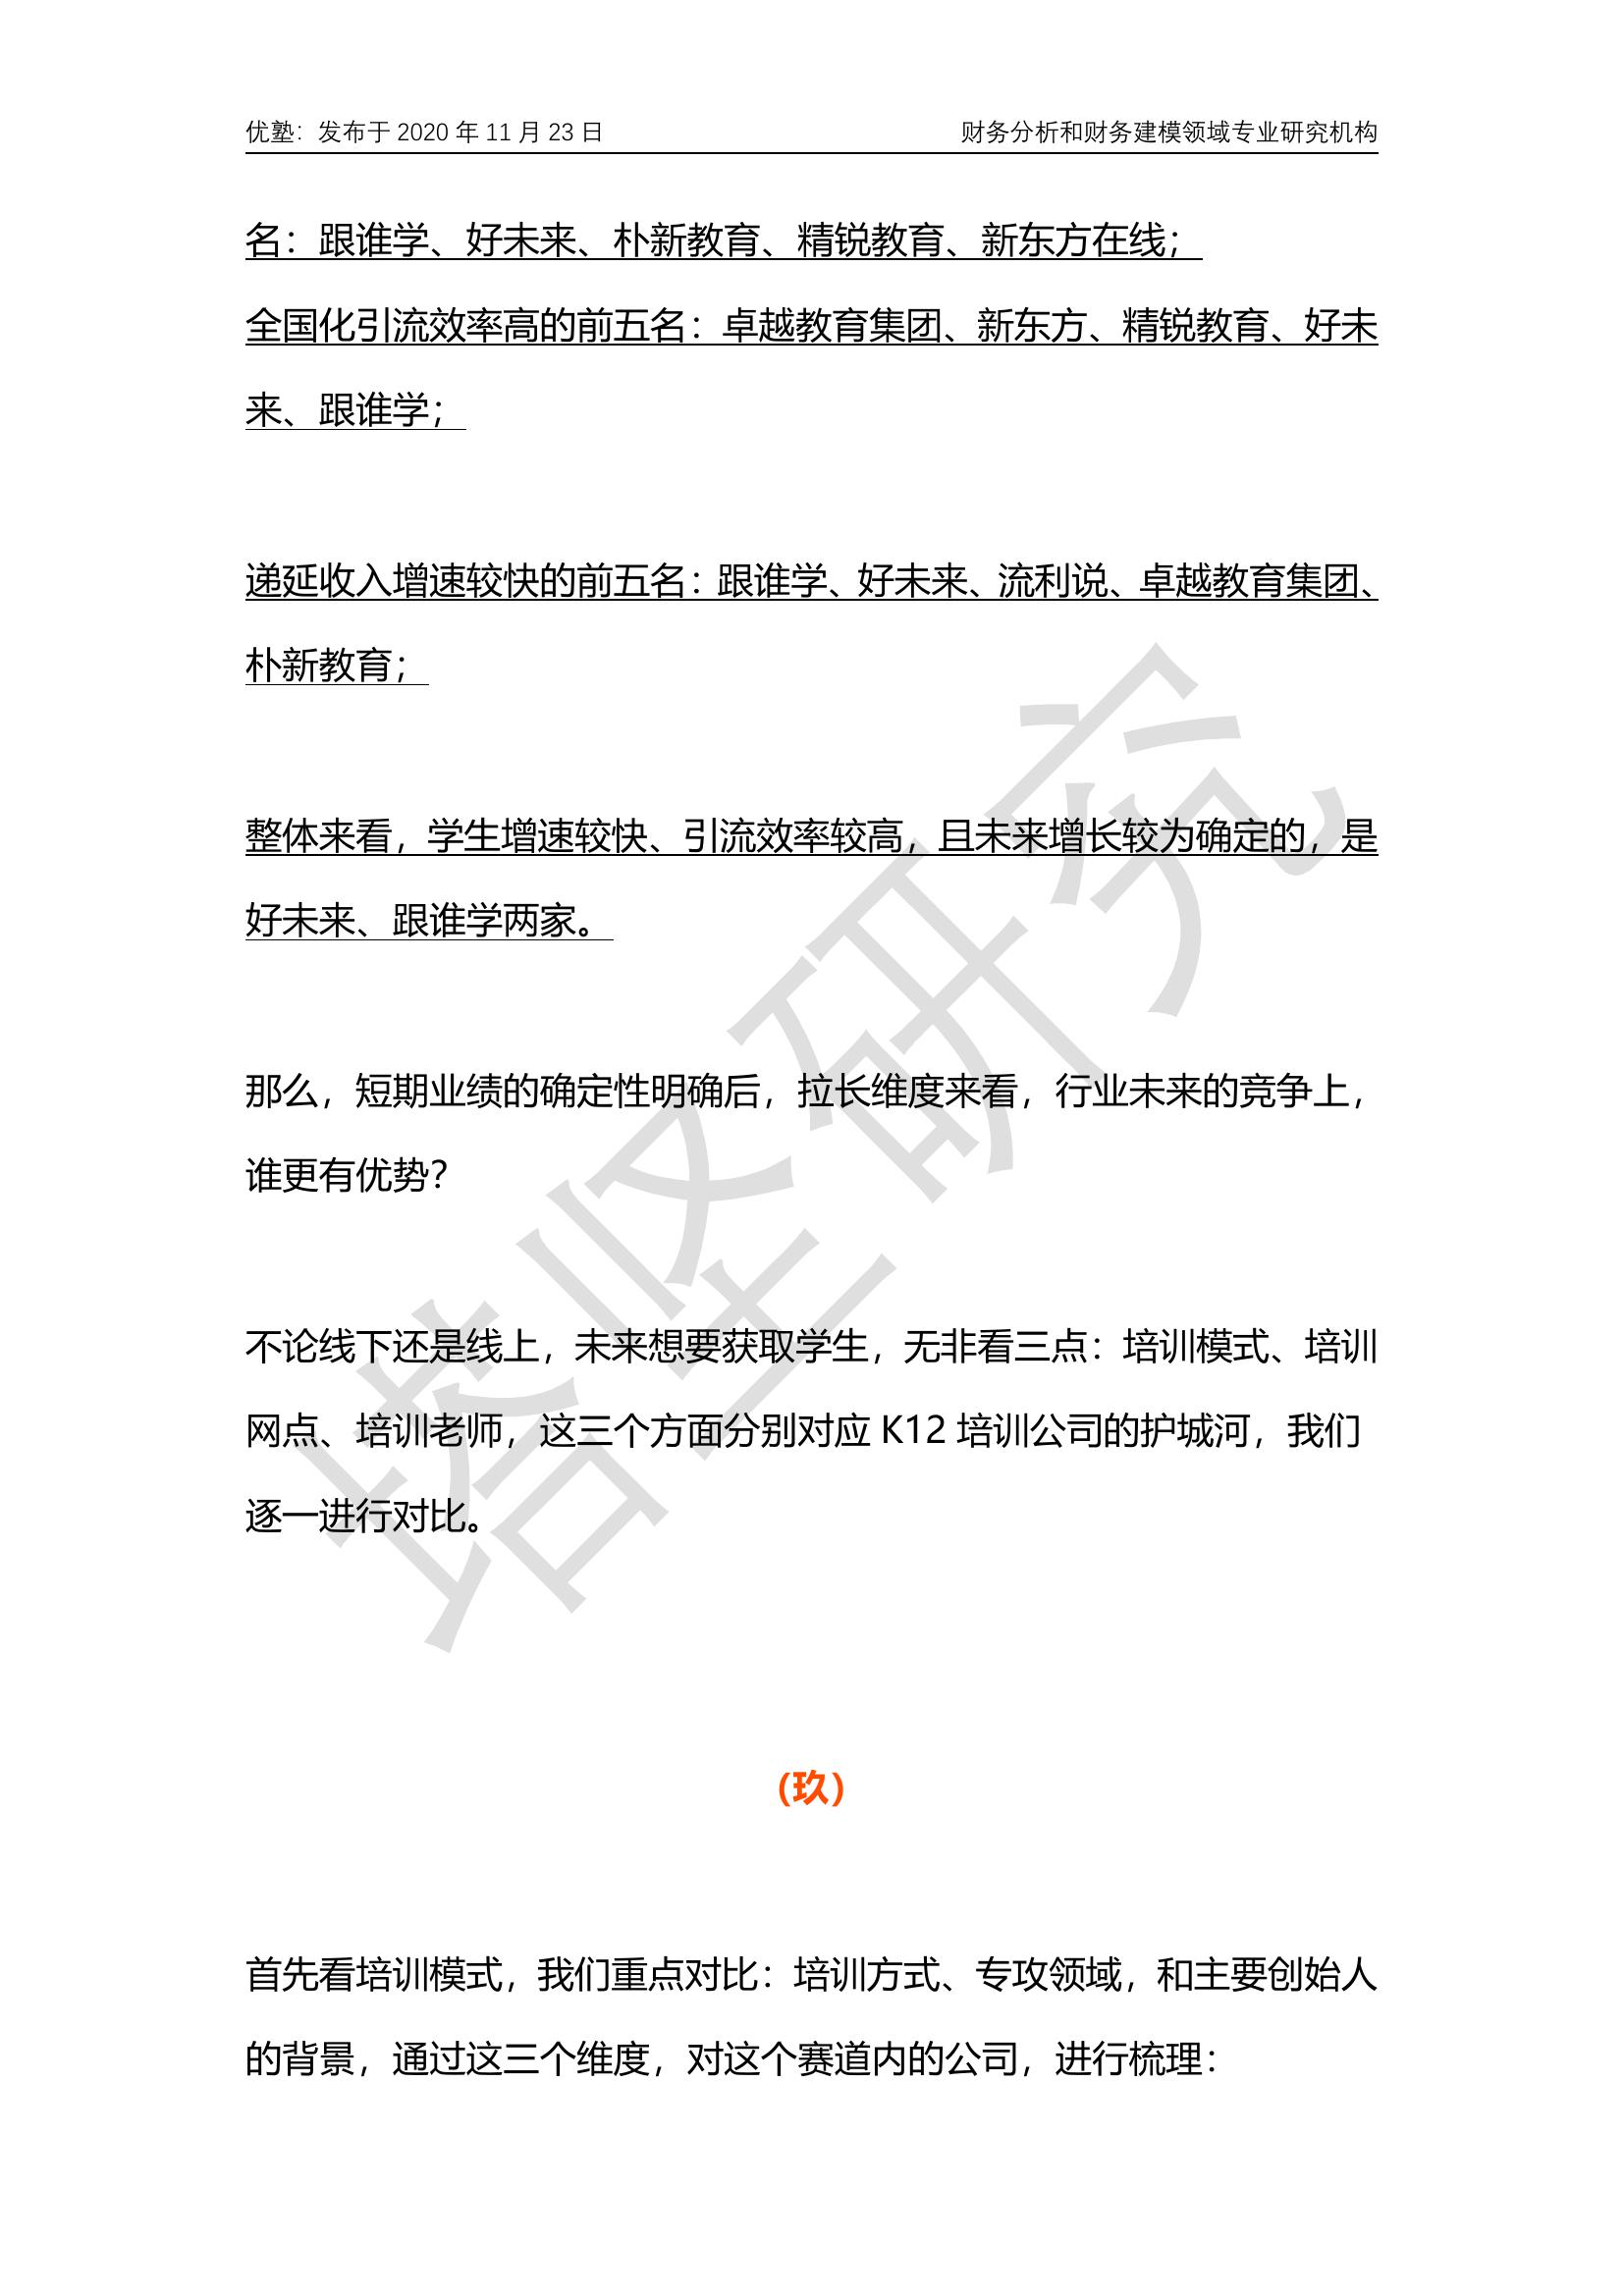 优塾：发布于 2020 年 11 月 23 日 财务分析和财务建模领域专业研究机构
名：跟谁学、好未来、朴新教育、精锐教育、新东方在线；
全国化引流效率高的前五名：卓越教育集团、新东方、精锐教育、好未
来、跟谁学；
递延收入增速较快的前五名：跟谁学、好未来、流利说、卓越教育集团、
朴新教育；
整体来看，学生增速较快、引流效率较高，且未来增长较为确定的，是
好未来、跟谁学两家。
那么，短期业绩的确定性明确后，拉长维度来看，行业未来的竞争上，
谁更有优势？
不论线下还是线上，未来想要获取学生，无非看三点：培训模式、培训
网点、培训老师，这三个方面分别对应 K12 培训公司的护城河，我们
逐一进行对比。
（玖）
首先看培训模式，我们重点对比：培训方式、专攻领域，和主要创始人
的背景，通过这三个维度，对这个赛道内的公司，进行梳理：
塔坚研究